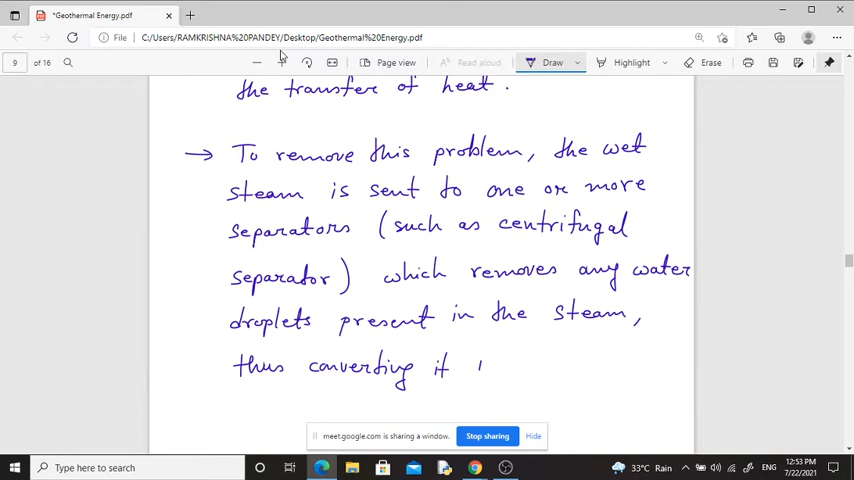 *Geothermal Energy.pdf
File C:/Users/RAMKRISHNA%20PANDEY/Desktop/Geothermal%20Energy.pdf
9 of 16 Page view Read aloud Draw Highlight Erase
the transfer of heat.
→ To remove this problem, the wet
steam is sent to one or more
separators (such as centrifugal
separator) which removes any water
droplets present in the steam,
thus converting it
meet.google.com is sharing a window. Stop sharing Hide
Type here to search
33°C Rain ENG 12:53 PM
7/22/2021